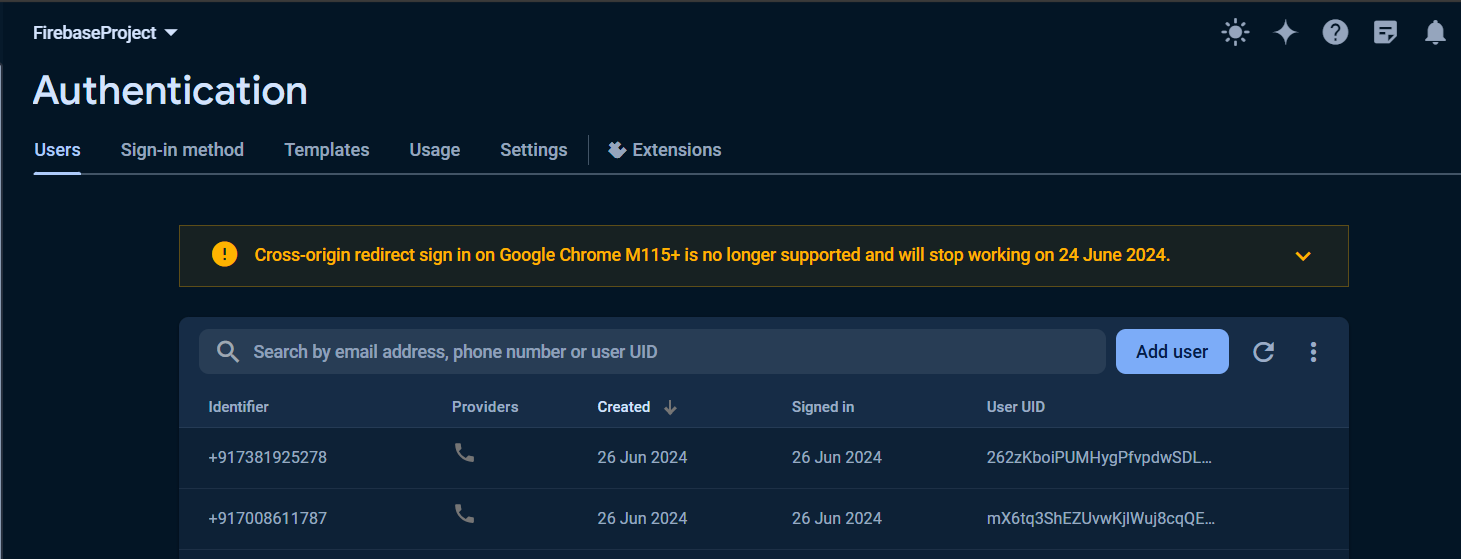 FirebaseProject
Authentication
Users Sign-in method Templates Usage Settings Extensions
Cross-origin redirect sign in on Google Chrome M115+ is no longer supported and will stop working on 24 June 2024.
Search by email address, phone number or user UID Add user
Identifier Providers Created Signed in User UID
+917381925278 26 Jun 2024 26 Jun 2024 262zKboiPUMHygPfvpdwSDL...
+917008611787 26 Jun 2024 26 Jun 2024 mX6tq3ShEZUvwKjlWuj8cqQE...